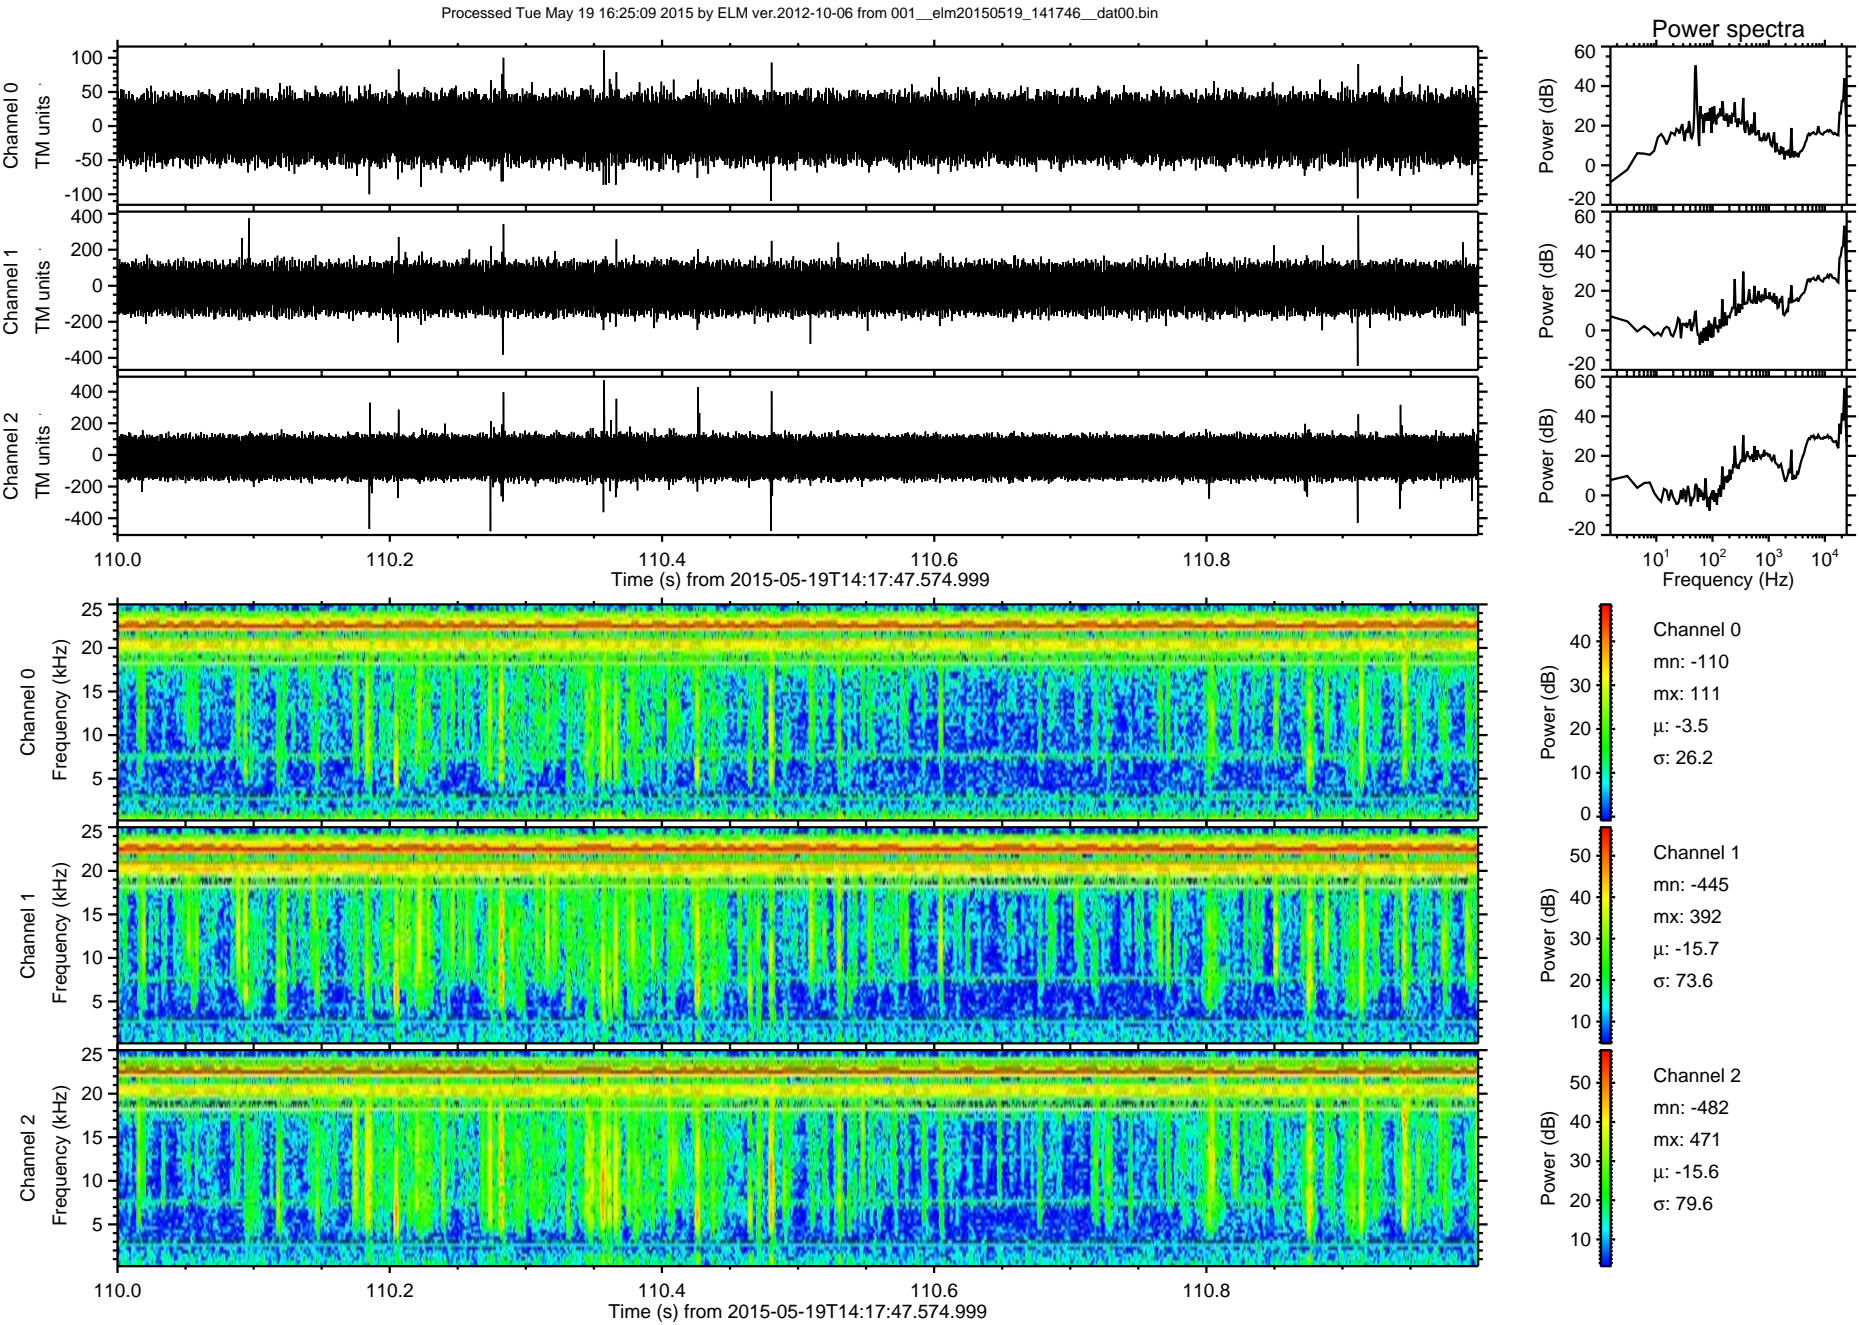 Processed Tue May 19 16:25:09 2015 by ELM ver.2012-10-06 from 001__elm20150519_141746__dat00.bin
Power spectra
Channel 0
TM units
100
50
0
-50
-100
Power (dB)
60
40
20
0
-20
Channel 1
TM units
400
200
0
-200
-400
Power (dB)
60
40
20
0
-20
Channel 2
TM units
400
200
0
-200
-400
Power (dB)
60
40
20
0
-20
110.0 110.2 110.4 110.6 110.8
Time (s) from 2015-05-19T14:17:47.574.999
10¹ 10² 10³ 10⁴
Frequency (Hz)
Channel 0
Frequency (kHz)
25
20
15
10
5
Power (dB)
40
30
20
10
0
Channel 0
mn: -110
mx: 111
μ: -3.5
σ: 26.2
Channel 1
Frequency (kHz)
25
20
15
10
5
Power (dB)
50
40
30
20
10
Channel 1
mn: -445
mx: 392
μ: -15.7
σ: 73.6
Channel 2
Frequency (kHz)
25
20
15
10
5
Power (dB)
50
40
30
20
10
Channel 2
mn: -482
mx: 471
μ: -15.6
σ: 79.6
110.0 110.2 110.4 110.6 110.8
Time (s) from 2015-05-19T14:17:47.574.999